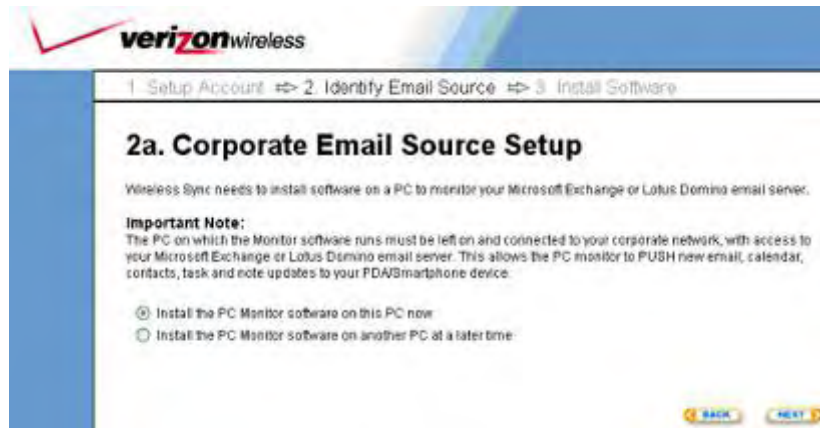 verizonwireless
1 Setup Account ⇨ 2. Identify Email Source ⇨ 3 Install Software
2a. Corporate Email Source Setup
Wireless Sync needs to install software on a PC to monitor your Microsoft Exchange or Lotus Domino email server.
Important Note:
The PC on which the Monitor software runs must be left on and connected to your corporate network, with access to
your Microsoft Exchange or Lotus Domino email server. This allows the PC monitor to PUSH new email, calendar,
contacts, task and note updates to your PDA/Smartphone device.
Install the PC Monitor software on this PC now
Install the PC Monitor software on another PC at a later time
BACK NEXT